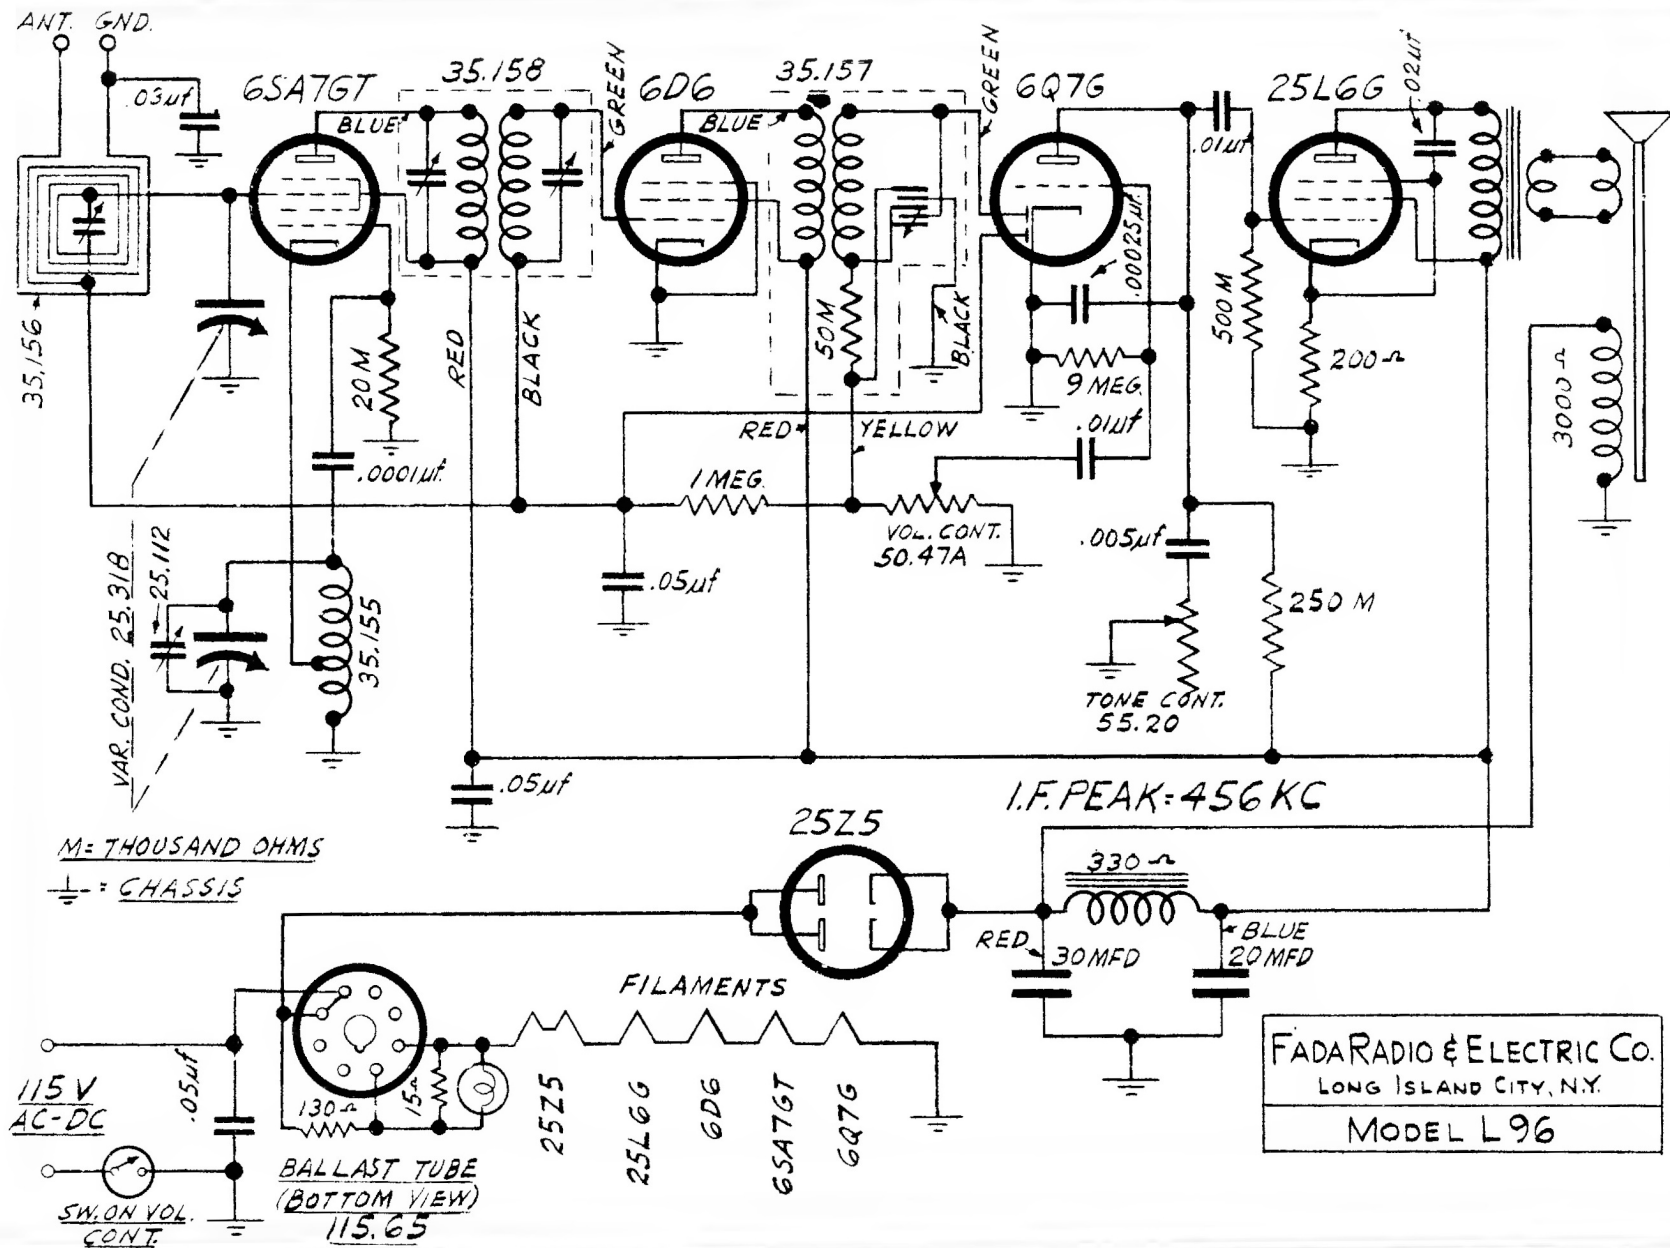 ANT. GND.
.03µf
6SA7GT
35.158
GREEN
6D6
35.157
GREEN
6Q7G
.01µf
25L6G
.02µf
BLUE
BLUE
35,156
20M
RED
BLACK
50M
BLACK
.00025µf
9 MEG.
.01µf
500M
200Ω
3000Ω
.0001µf.
RED
YELLOW
1 MEG.
VOL. CONT.
50.47A
.05µf
.005µf
250 M
TONE CONT.
55.20
VAR. COND. 25.31B
25.112
35.155
.05µf
I.F. PEAK = 456 KC
M = THOUSAND OHMS
= CHASSIS
25Z5
330Ω
RED
30MFD
BLUE
20MFD
FILAMENTS
115 V
AC-DC
.05µf
130Ω
15Ω
25Z5
25L6G
6D6
6SA7GT
6Q7G
SW. ON VOL.
CONT.
BALLAST TUBE
(BOTTOM VIEW)
115.65
FADA RADIO & ELECTRIC CO.
LONG ISLAND CITY, N.Y.
MODEL L96